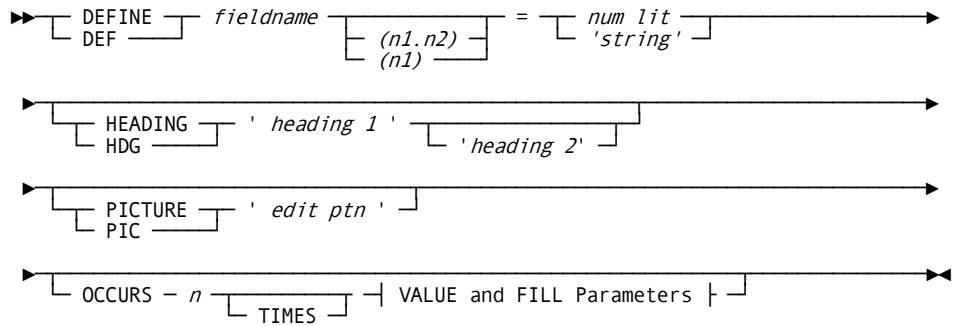 DEFINE fieldname = num lit
DEF (n1.n2) 'string'
(n1)
HEADING ' heading 1 '
HDG 'heading 2'
PICTURE ' edit ptn '
PIC
OCCURS n VALUE and FILL Parameters
TIMES